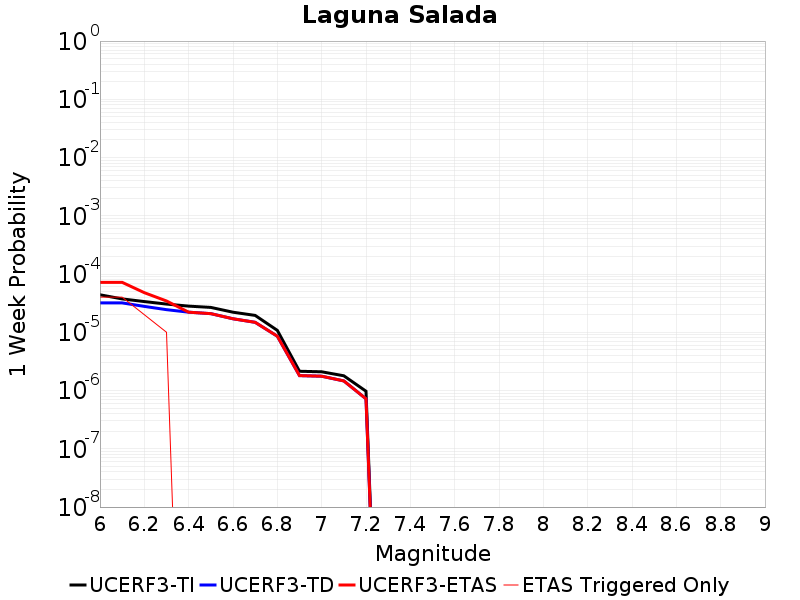 Laguna Salada
10^0
10^-1
10^-2
10^-3
10^-4
10^-5
10^-6
10^-7
10^-8
1 Week Probability
6 6.2 6.4 6.6 6.8 7 7.2 7.4 7.6 7.8 8 8.2 8.4 8.6 8.8 9
Magnitude
UCERF3-TI UCERF3-TD UCERF3-ETAS ETAS Triggered Only